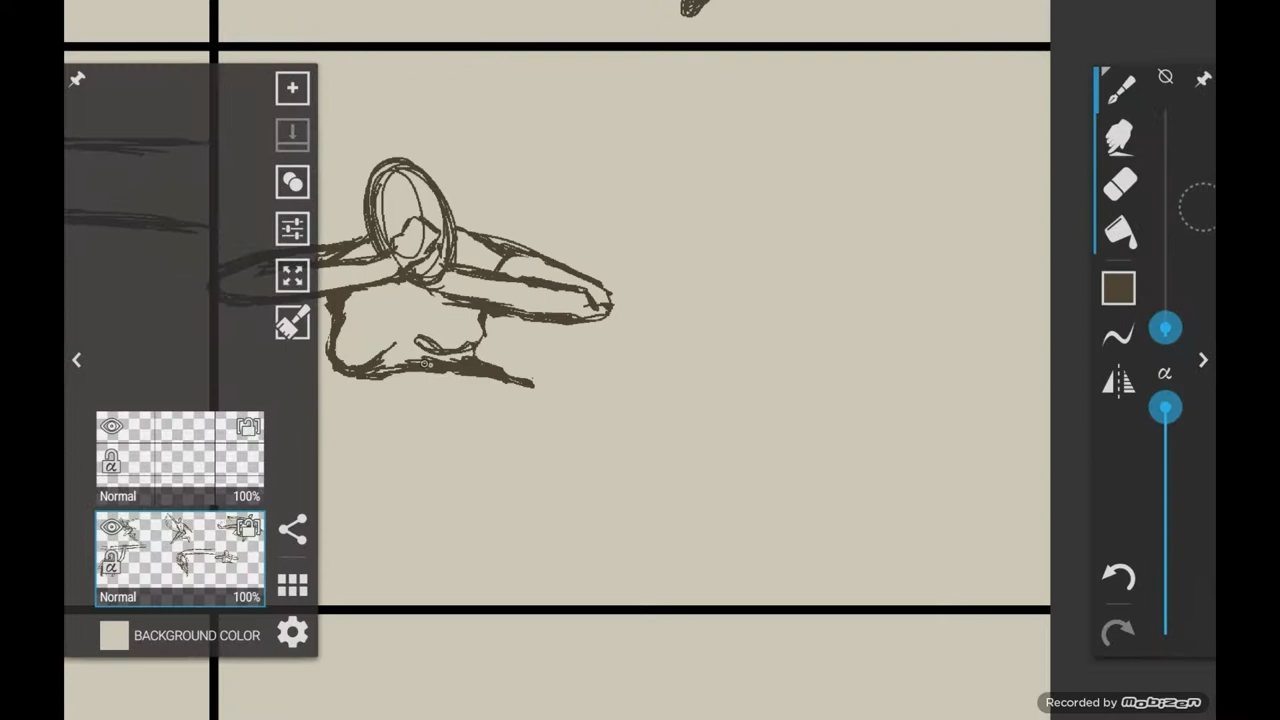 Normal 100%
Normal 100%
BACKGROUND COLOR
α
Recorded by MOBIZEN